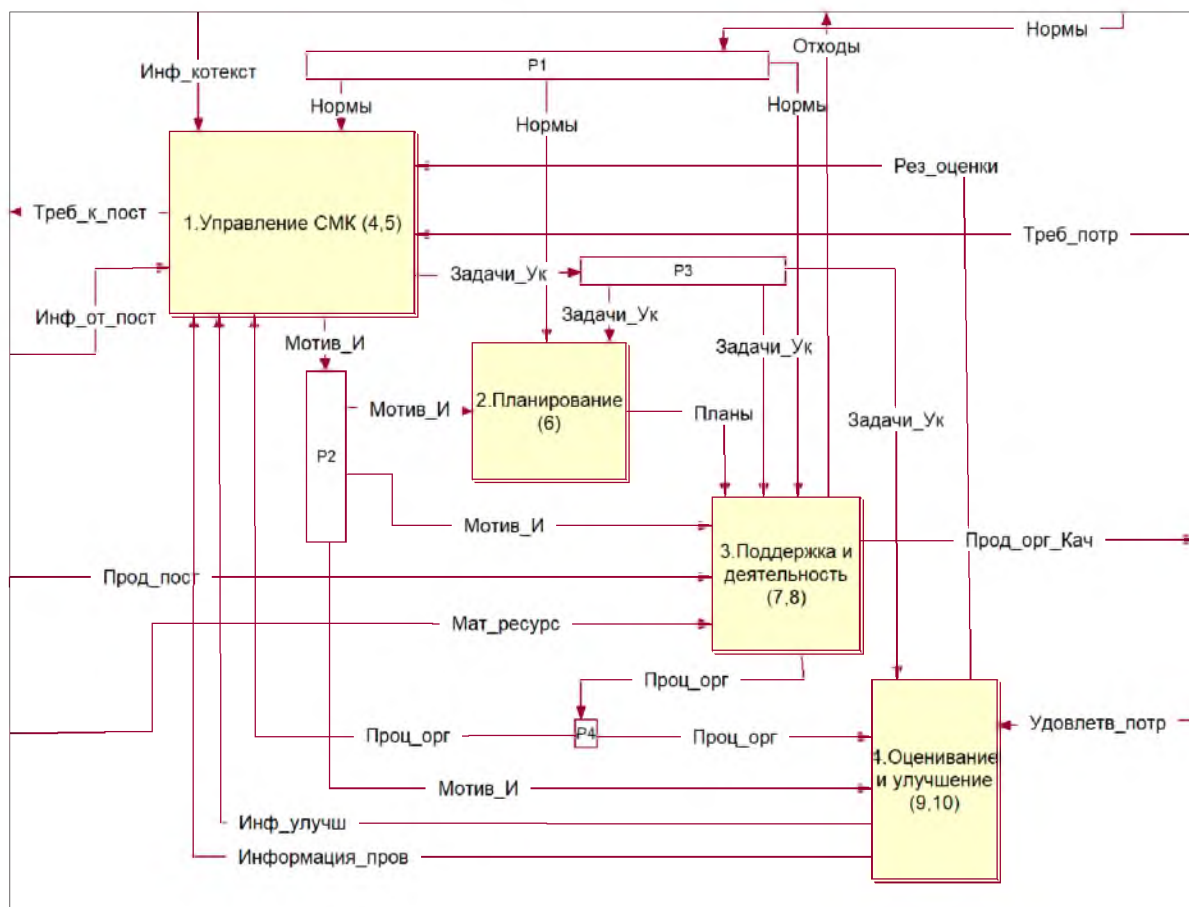 Нормы
Отходы
P1
Инф_котекст
Нормы
Нормы
Нормы
Рез_оценки
Треб_к_пост
1.Управление СМК (4,5)
Треб_потр
Задачи_Ук
P3
Инф_от_пост
Задачи_Ук
Мотив_И
Задачи_Ук
Мотив_И
2.Планирование
(6)
Планы
Задачи_Ук
P2
Мотив_И
Прод_орг_Кач
3.Поддержка и
деятельность
(7,8)
Прод_пост
Мат_ресурс
Проц_орг
Удовлетв_потр
Проц_орг
P4
Проц_орг
4.Оценивание
и улучшение
(9,10)
Мотив_И
Инф_улучш
Информация_пров